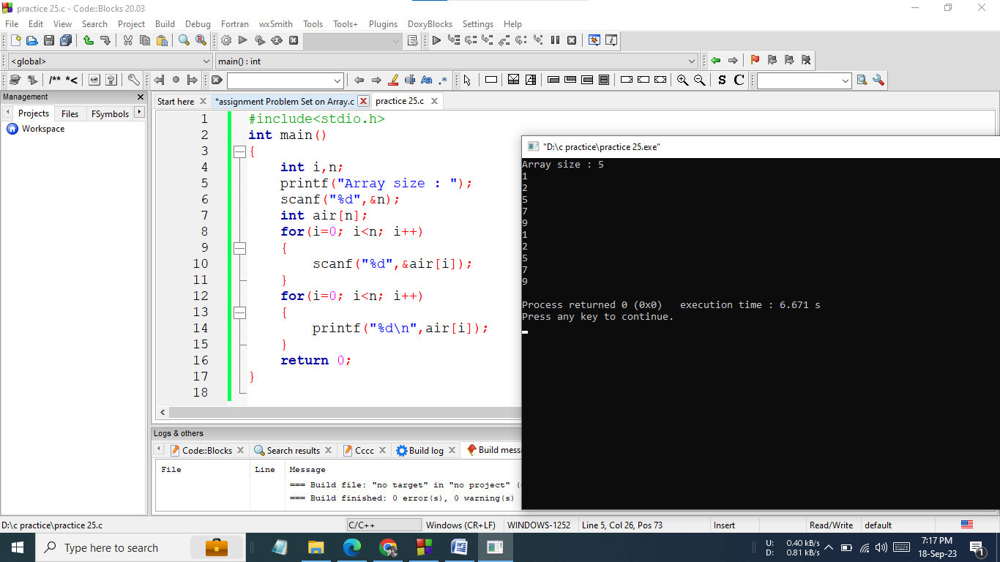 practice 25.c - Code::Blocks 20.03
File Edit View Search Project Build Debug Fortran wxSmith Tools Tools+ Plugins DoxyBlocks Settings Help
<global> main() : int
/** *< Aa .* S C
Management
Projects Files FSymbols
Workspace
Start here *assignment Problem Set on Array.c practice 25.c
1 #include<stdio.h>
2 int main()
3 {
4 int i,n;
5 printf("Array size : ");
6 scanf("%d",&n);
7 int air[n];
8 for(i=0; i<n; i++)
9 {
10 scanf("%d",&air[i]);
11 }
12 for(i=0; i<n; i++)
13 {
14 printf("%d\n",air[i]);
15 }
16 return 0;
17 }
18
"D:\c practice\practice 25.exe"
Array size : 5
1
2
5
7
9
1
2
5
7
9
Process returned 0 (0x0)   execution time : 6.671 s
Press any key to continue.
Logs & others
Code::Blocks Search results Cccc Build log Build mess
File Line Message
=== Build file: "no target" in "no project" (
=== Build finished: 0 error(s), 0 warning(s)
D:\c practice\practice 25.c C/C++ Windows (CR+LF) WINDOWS-1252 Line 5, Col 26, Pos 73 Insert Read/Write default
Type here to search
U: 0.40 kB/s
D: 0.81 kB/s
7:17 PM
18-Sep-23
1